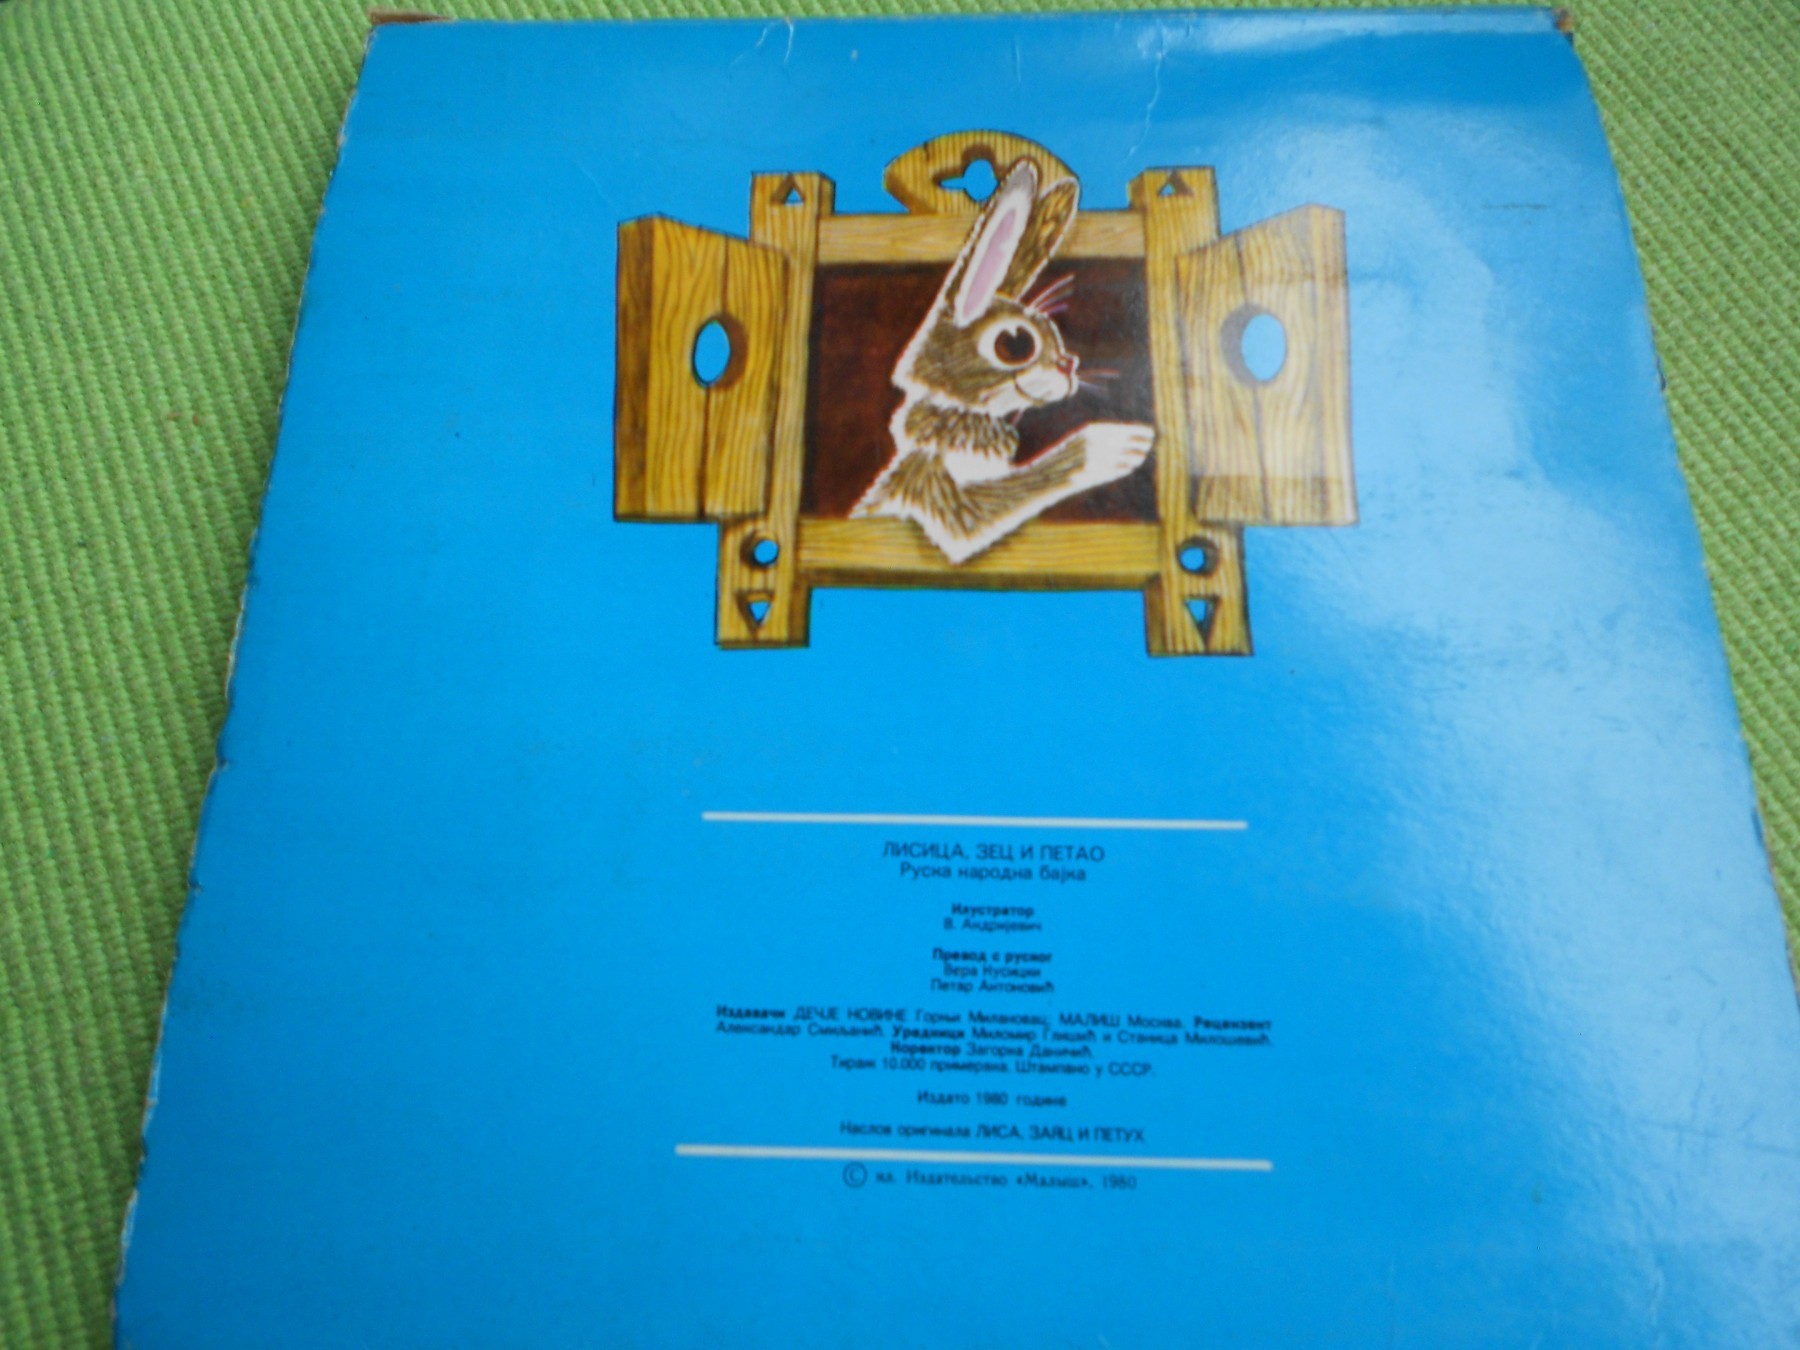 ЛИСИЦА, ЗЕЦ И ПЕТАО
Руска народна бајка
Илустратор
В. Андријевич
Превод с руског
Вера Кусицки
Петар Антоновић
Издавачи ДЕЧЈЕ НОВИНЕ Горњи Милановац, МАЛИШ Москва. Рецензент
Александар Смиљанић. Уредници Миломир Глишић и Станица Милошевић.
Коректор Загорка Даничић.
Тираж 10.000 примерака. Штампано у СССР.
Издато 1980 године
Наслов оригинала ЛИСА, ЗАЯЦ И ПЕТУХ
© ил. Издательство «Малыш», 1980